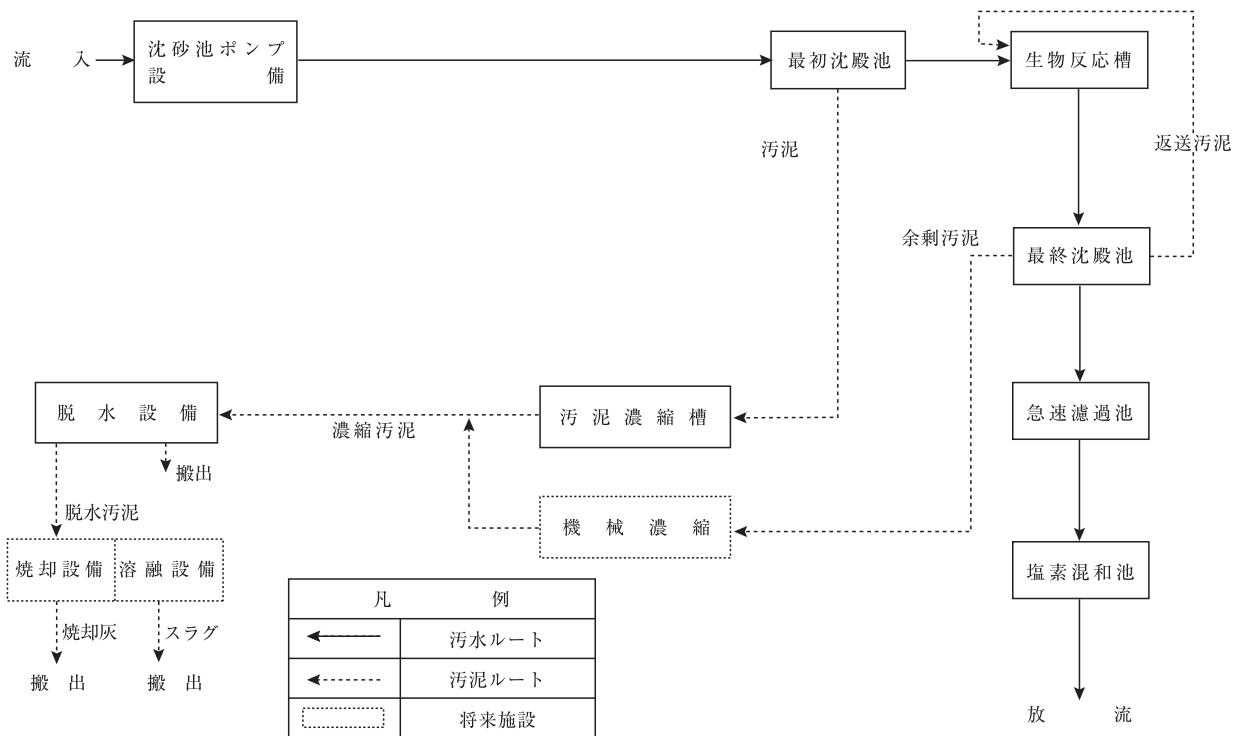 流入
沈砂池ポンプ
設備
最初沈殿池
生物反応槽
汚泥
返送汚泥
余剰汚泥
最終沈殿池
脱水設備
汚泥濃縮槽
急速濾過池
濃縮汚泥
搬出
脱水汚泥
機械濃縮
焼却設備
溶融設備
塩素混和池
凡例
焼却灰
スラグ
汚水ルート
搬出
搬出
汚泥ルート
将来施設
放流